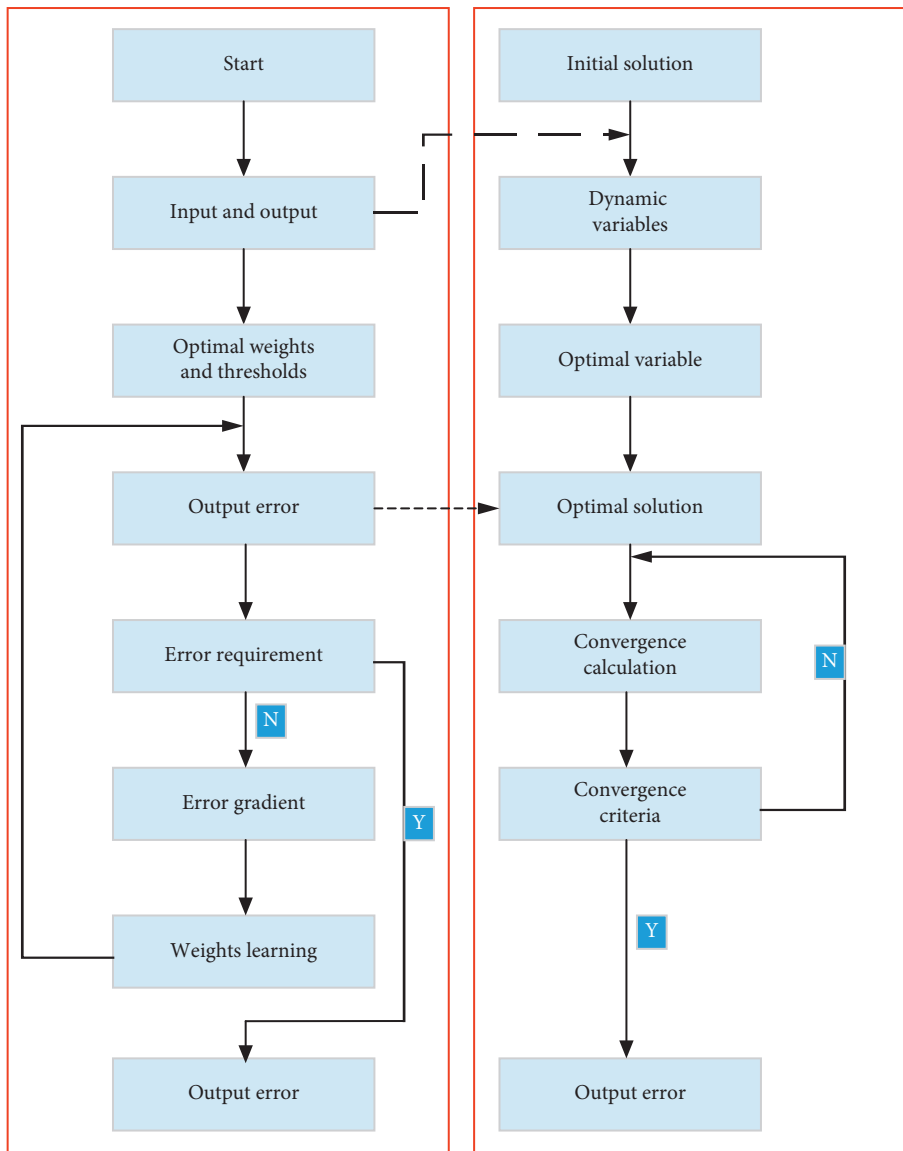 Start
Input and output
Optimal weights
and thresholds
Output error
Error requirement
N
Error gradient
Y
Weights learning
Output error
Initial solution
Dynamic
variables
Optimal variable
Optimal solution
Convergence
calculation
N
Convergence
criteria
Y
Output error